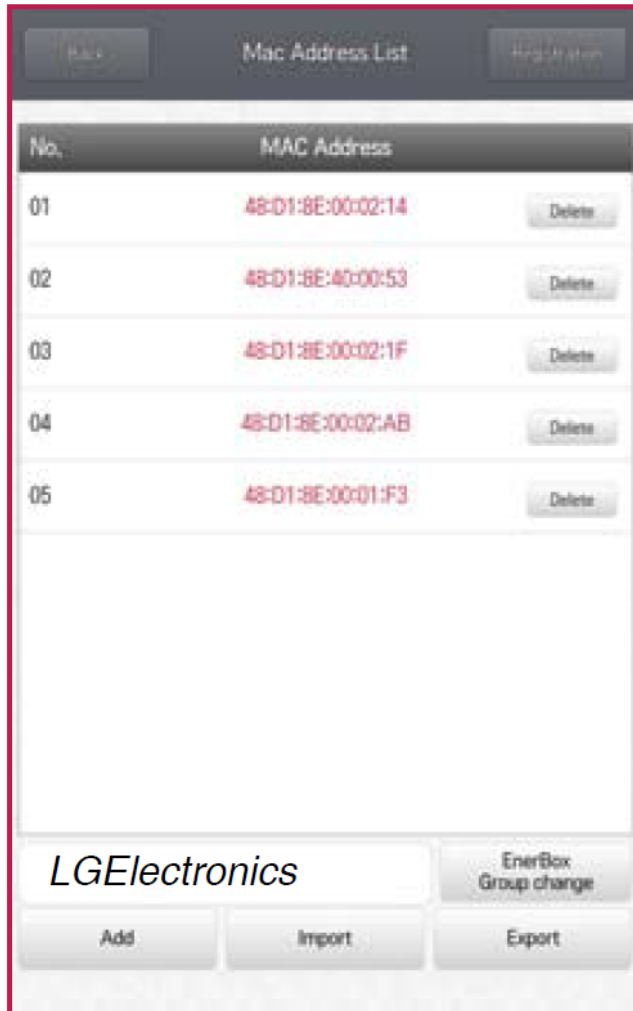 Back Mac Address List Registration
No. MAC Address
01 48:D1:8E:00:02:14 Delete
02 48:D1:8E:40:00:53 Delete
03 48:D1:8E:00:02:1F Delete
04 48:D1:8E:00:02:AB Delete
05 48:D1:8E:00:01:F3 Delete
LGElectronics
EnerBox
Group change
Add Import Export